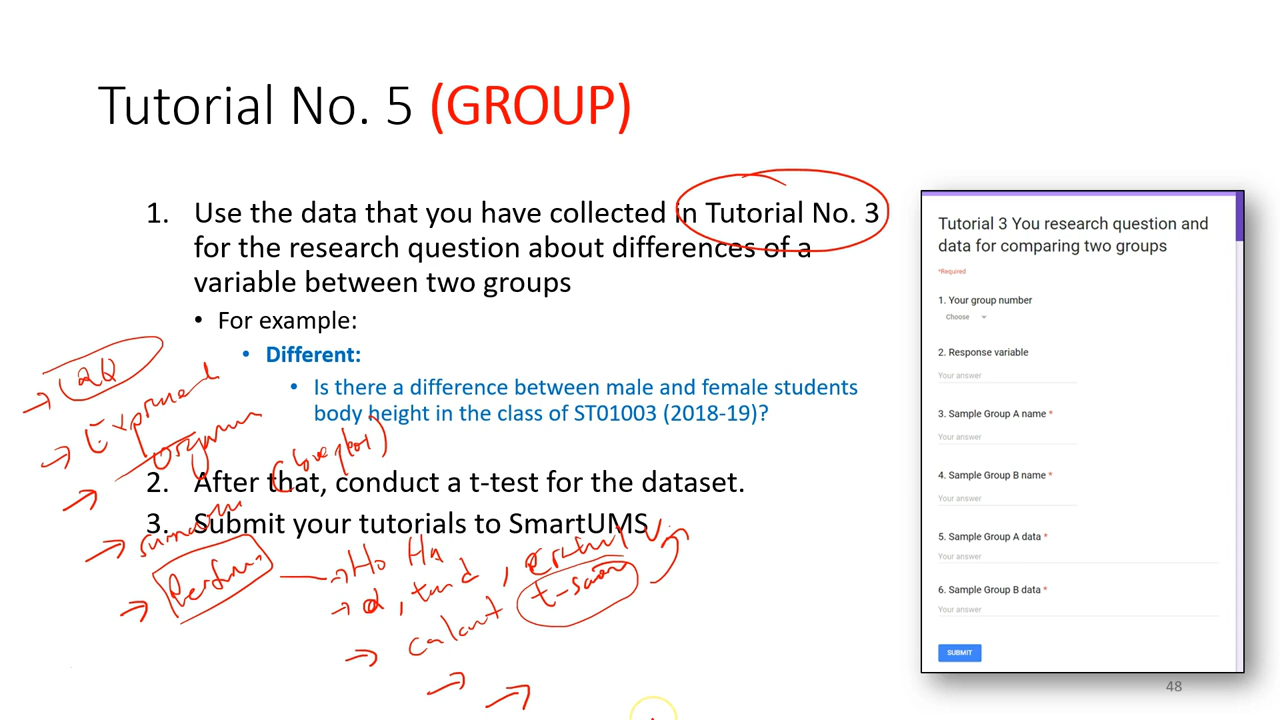 Tutorial No. 5 (GROUP)
1. Use the data that you have collected in Tutorial No. 3
for the research question about differences of a
variable between two groups
• For example:
• Different:
• Is there a difference between male and female students
body height in the class of ST01003 (2018-19)?
2. After that, conduct a t-test for the dataset.
3. Submit your tutorials to SmartUMS
Ho Ha
Tutorial 3 You research question and
data for comparing two groups
*Required
1. Your group number
Choose
2. Response variable
Your answer
3. Sample Group A name *
Your answer
4. Sample Group B name *
Your answer
5. Sample Group A data *
Your answer
6. Sample Group B data *
Your answer
SUBMIT
48